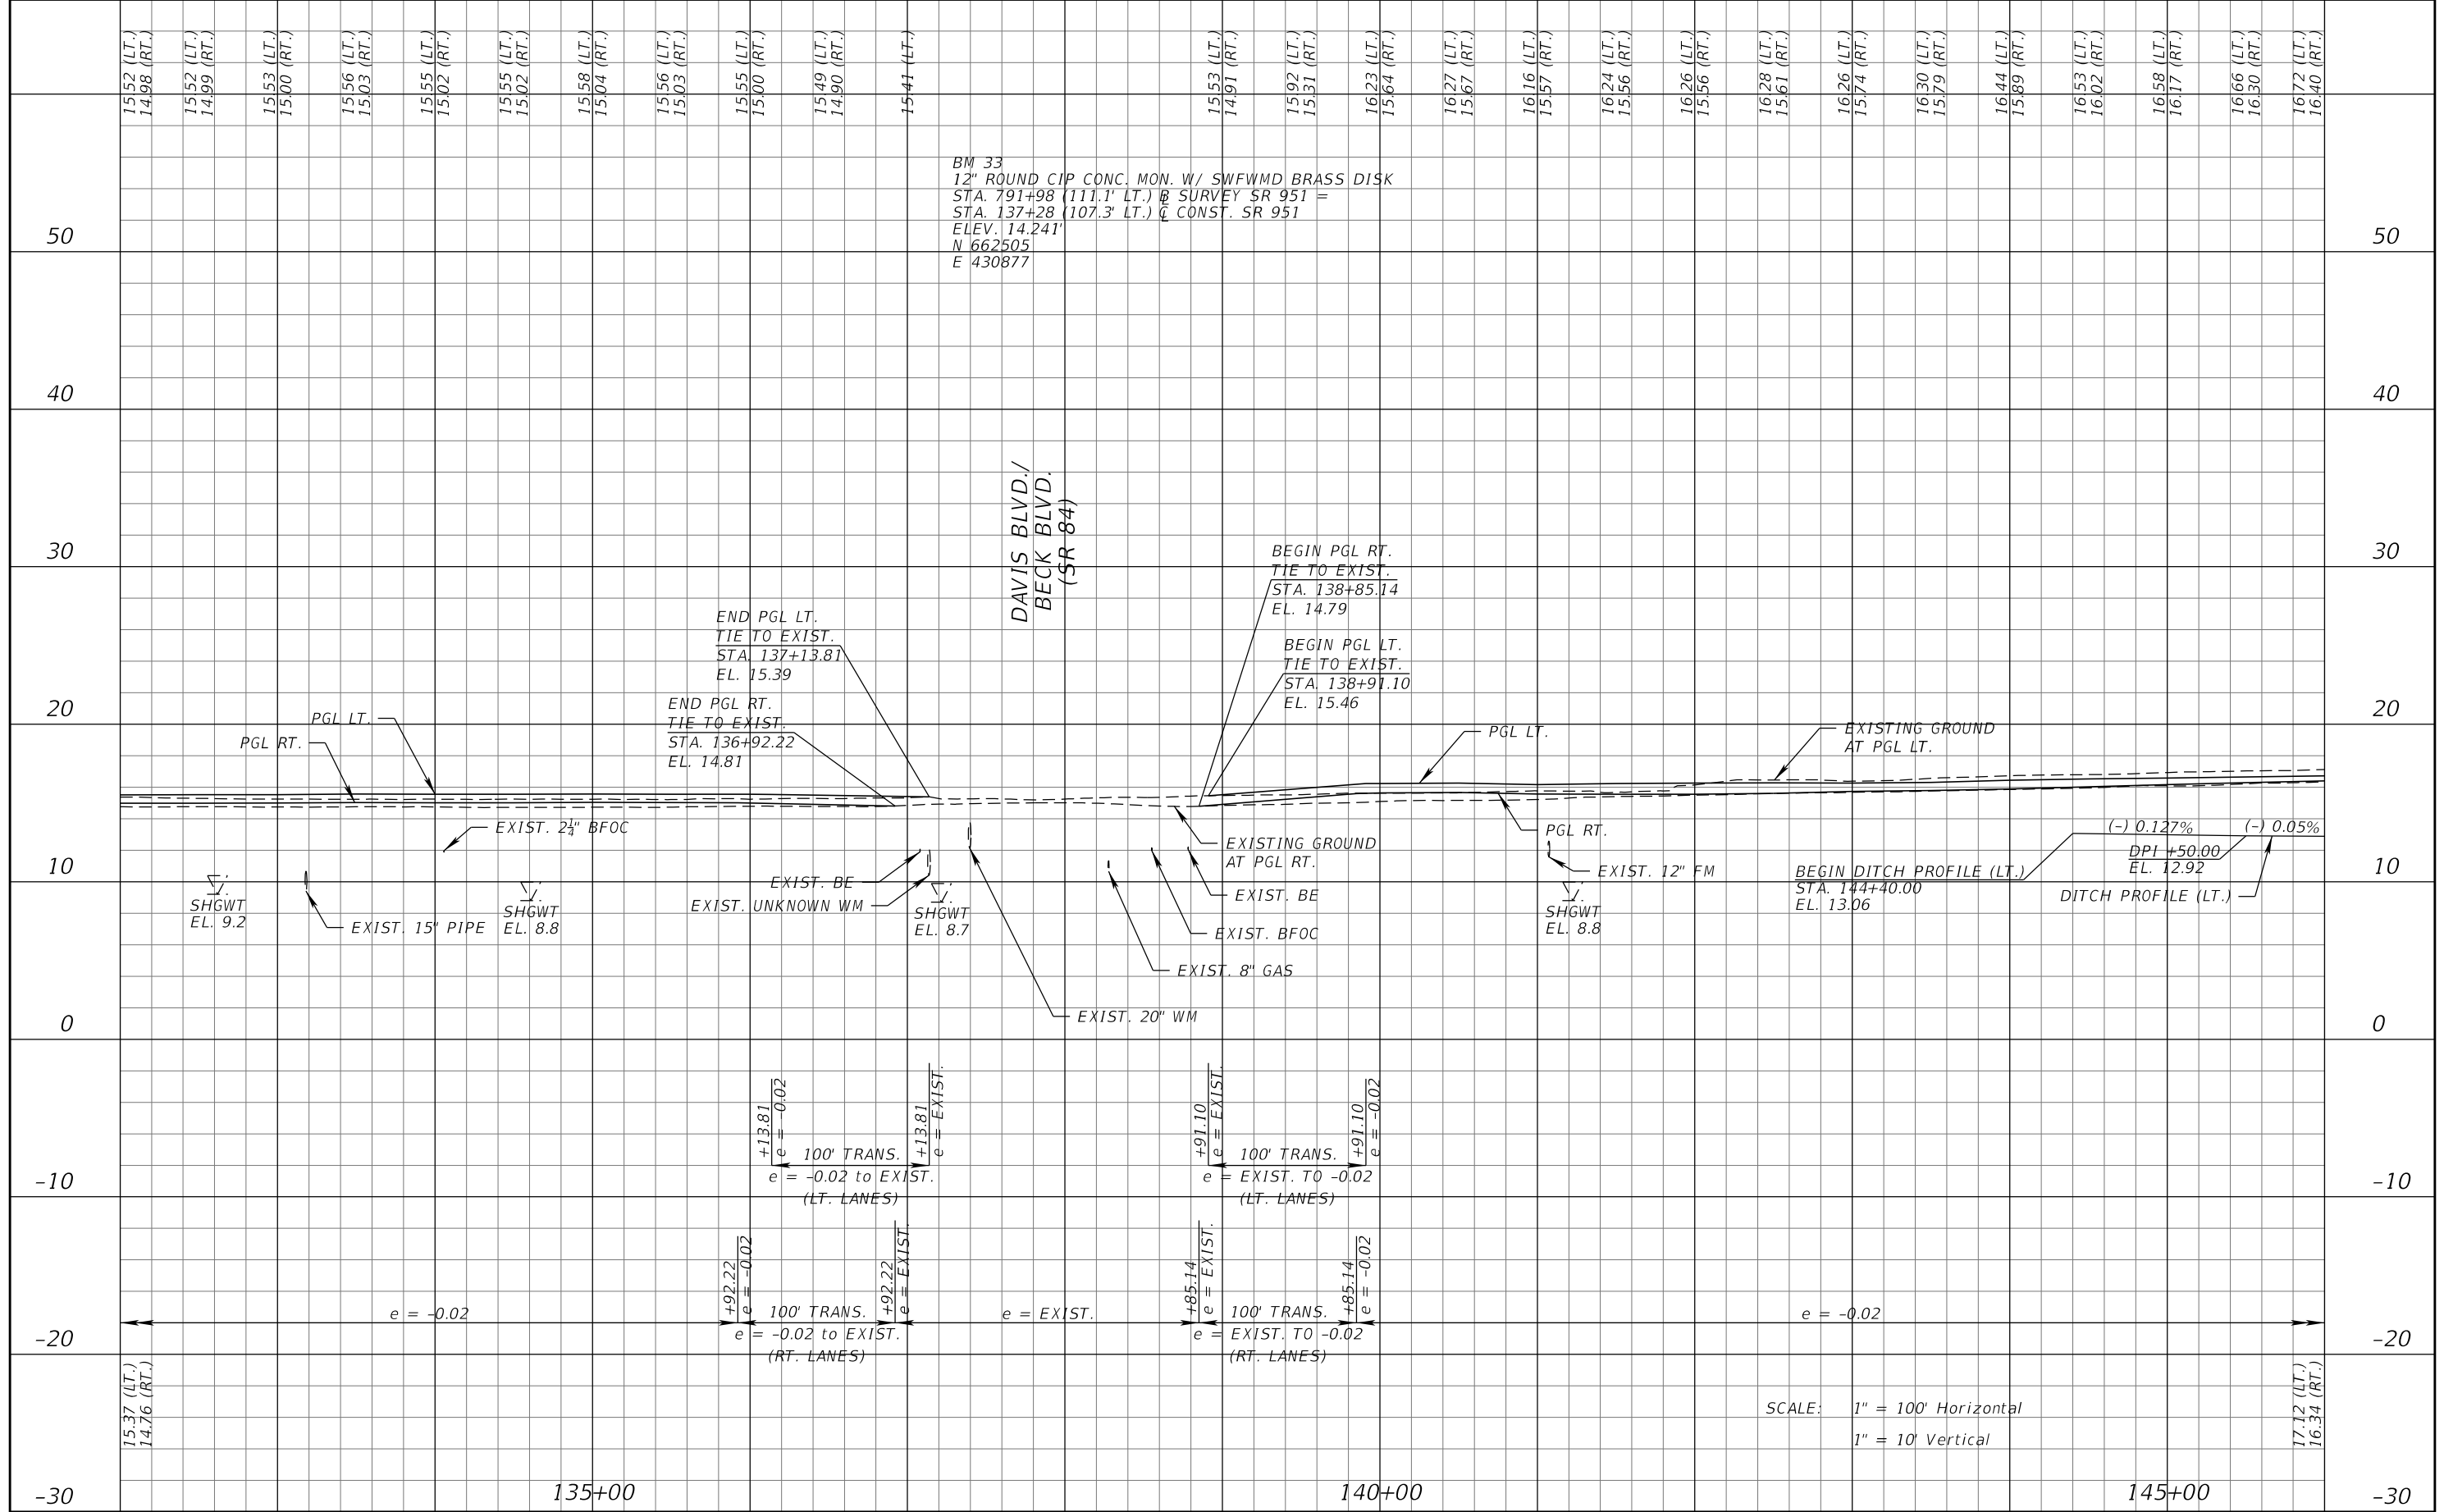 15.52 (LT.)
14.98 (RT.)
15.52 (LT.)
14.99 (RT.)
15.53 (LT.)
15.00 (RT.)
15.56 (LT.)
15.03 (RT.)
15.55 (LT.)
15.02 (RT.)
15.55 (LT.)
15.02 (RT.)
15.58 (LT.)
15.04 (RT.)
15.56 (LT.)
15.03 (RT.)
15.55 (LT.)
15.00 (RT.)
15.49 (LT.)
14.90 (RT.)
15.41 (LT.)
15.53 (LT.)
14.91 (RT.)
15.92 (LT.)
15.31 (RT.)
16.23 (LT.)
15.64 (RT.)
16.27 (LT.)
15.67 (RT.)
16.16 (LT.)
15.57 (RT.)
16.24 (LT.)
15.56 (RT.)
16.26 (LT.)
15.56 (RT.)
16.28 (LT.)
15.61 (RT.)
16.26 (LT.)
15.74 (RT.)
16.30 (LT.)
15.79 (RT.)
16.44 (LT.)
15.89 (RT.)
16.53 (LT.)
16.02 (RT.)
16.58 (LT.)
16.17 (RT.)
16.66 (LT.)
16.30 (RT.)
16.72 (LT.)
16.40 (RT.)
BM 33
12" ROUND CIP CONC. MON. W/ SWFWMD BRASS DISK
STA. 791+98 (111.1' LT.) BL SURVEY SR 951 =
STA. 137+28 (107.3' LT.) CL CONST. SR 951
ELEV. 14.241'
N 662505
E 430877
50
50
40
40
30
30
20
20
10
10
0
0
-10
-10
-20
-20
-30
-30
DAVIS BLVD./
BECK BLVD.
(SR 84)
END PGL LT.
TIE TO EXIST.
STA. 137+13.81
EL. 15.39
END PGL RT.
TIE TO EXIST.
STA. 136+92.22
EL. 14.81
BEGIN PGL RT.
TIE TO EXIST.
STA. 138+85.14
EL. 14.79
BEGIN PGL LT.
TIE TO EXIST.
STA. 138+91.10
EL. 15.46
PGL LT.
PGL RT.
PGL LT.
EXISTING GROUND
AT PGL LT.
EXIST. 2¼" BFOC
EXISTING GROUND
AT PGL RT.
PGL RT.
(-) 0.127%
(-) 0.05%
DPI +50.00
EL. 12.92
BEGIN DITCH PROFILE (LT.)
STA. 144+40.00
EL. 13.06
DITCH PROFILE (LT.)
SHGWT
EL. 9.2
EXIST. 15" PIPE
SHGWT
EL. 8.8
EXIST. BE
EXIST. UNKNOWN WM
SHGWT
EL. 8.7
EXIST. BE
EXIST. BFOC
EXIST. 8" GAS
EXIST. 20" WM
EXIST. 12" FM
SHGWT
EL. 8.8
+13.81
e = -0.02
+13.81
e = EXIST.
100' TRANS.
e = -0.02 to EXIST.
(LT. LANES)
+91.10
e = EXIST.
+91.10
e = -0.02
100' TRANS.
e = EXIST. TO -0.02
(LT. LANES)
e = -0.02
+92.22
e = -0.02
+92.22
e = EXIST.
100' TRANS.
e = -0.02 to EXIST.
(RT. LANES)
e = EXIST.
+85.14
e = EXIST.
+85.14
e = -0.02
100' TRANS.
e = EXIST. TO -0.02
(RT. LANES)
e = -0.02
15.37 (LT.)
14.76 (RT.)
17.12 (LT.)
16.34 (RT.)
SCALE: 1" = 100' Horizontal
1" = 10' Vertical
135+00
140+00
145+00